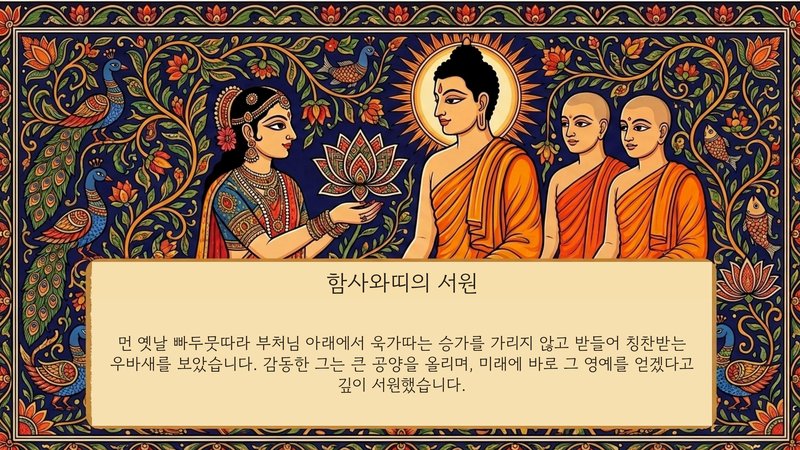 함사와띠의 서원
먼 옛날 빠두뭇따라 부처님 아래에서 욱가따는 승가를 가리지 않고 받들어 칭찬받는
우바새를 보았습니다. 감동한 그는 큰 공양을 올리며, 미래에 바로 그 영예를 얻겠다고
깊이 서원했습니다.